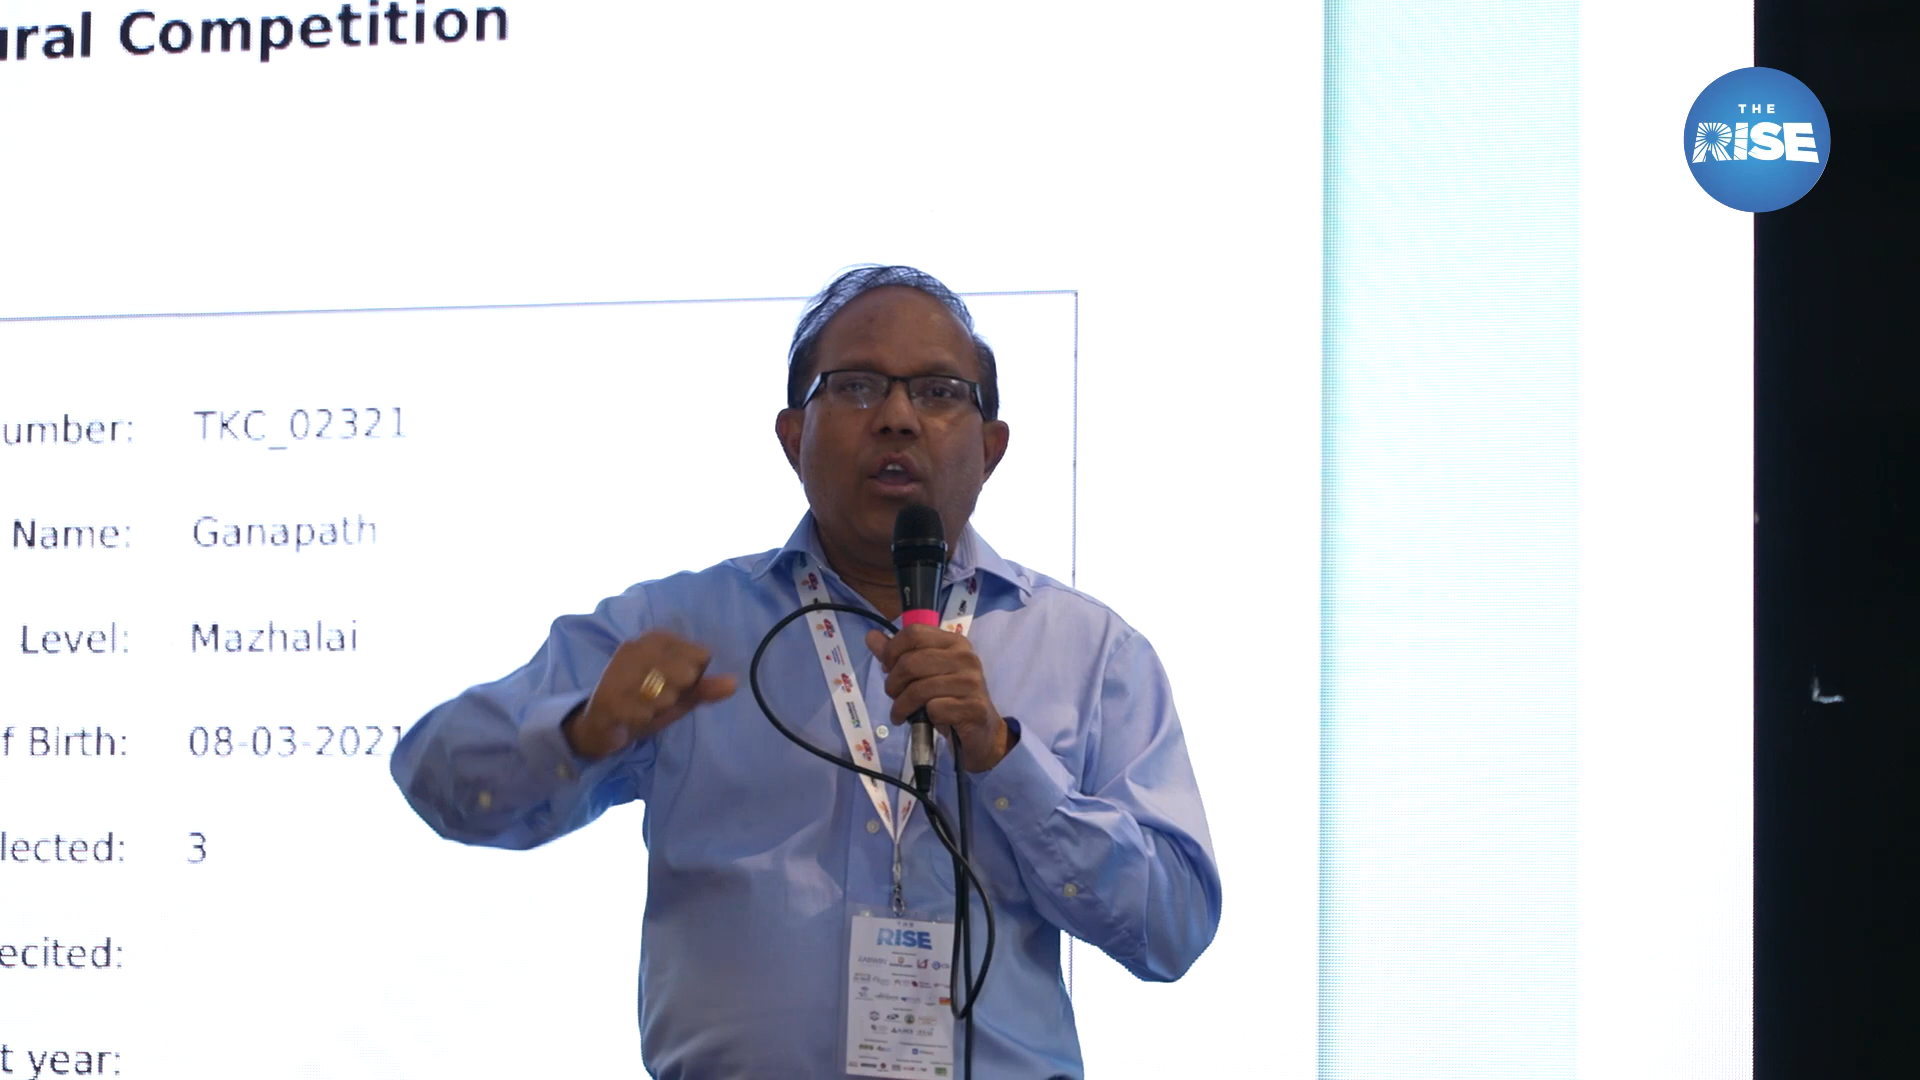 ural Competition
THE
RISE
umber: TKC_02321
Name: Ganapath
Level: Mazhalai
f Birth: 08-03-2021
lected: 3
ecited:
t year:
RISE